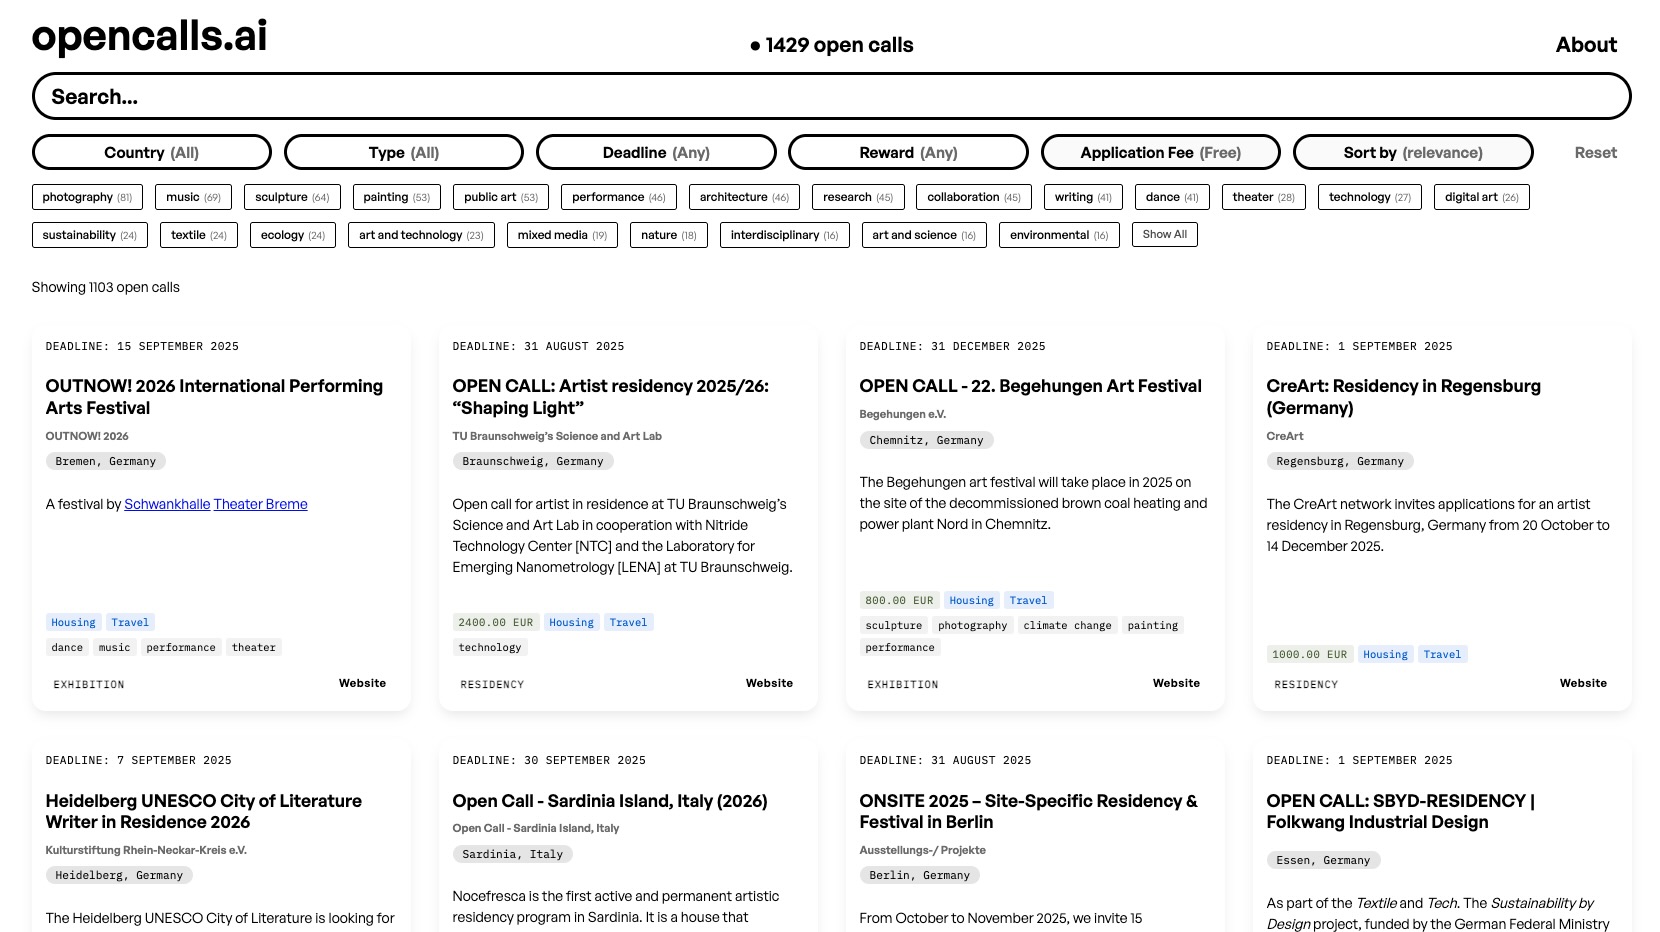 opencalls.ai
● 1429 open calls
About
Search...
Country (All)
Type (All)
Deadline (Any)
Reward (Any)
Application Fee (Free)
Sort by (relevance)
Reset
photography (81) music (69) sculpture (64) painting (53) public art (53) performance (46) architecture (46) research (45) collaboration (45) writing (41) dance (41) theater (28) technology (27) digital art (26)
sustainability (24) textile (24) ecology (24) art and technology (23) mixed media (19) nature (18) interdisciplinary (16) art and science (16) environmental (16) Show All
Showing 1103 open calls
DEADLINE: 15 SEPTEMBER 2025
OUTNOW! 2026 International Performing
Arts Festival
OUTNOW! 2026
Bremen, Germany
A festival by Schwankhalle Theater Breme
Housing Travel
dance music performance theater
EXHIBITION
Website
DEADLINE: 31 AUGUST 2025
OPEN CALL: Artist residency 2025/26:
“Shaping Light”
TU Braunschweig’s Science and Art Lab
Braunschweig, Germany
Open call for artist in residence at TU Braunschweig’s
Science and Art Lab in cooperation with Nitride
Technology Center [NTC] and the Laboratory for
Emerging Nanometrology [LENA] at TU Braunschweig.
2400.00 EUR Housing Travel
technology
RESIDENCY
Website
DEADLINE: 31 DECEMBER 2025
OPEN CALL - 22. Begehungen Art Festival
Begehungen e.V.
Chemnitz, Germany
The Begehungen art festival will take place in 2025 on
the site of the decommissioned brown coal heating and
power plant Nord in Chemnitz.
800.00 EUR Housing Travel
sculpture photography climate change painting
performance
EXHIBITION
Website
DEADLINE: 1 SEPTEMBER 2025
CreArt: Residency in Regensburg
(Germany)
CreArt
Regensburg, Germany
The CreArt network invites applications for an artist
residency in Regensburg, Germany from 20 October to
14 December 2025.
1000.00 EUR Housing Travel
RESIDENCY
Website
DEADLINE: 7 SEPTEMBER 2025
Heidelberg UNESCO City of Literature
Writer in Residence 2026
Kulturstiftung Rhein-Neckar-Kreis e.V.
Heidelberg, Germany
The Heidelberg UNESCO City of Literature is looking for
DEADLINE: 30 SEPTEMBER 2025
Open Call - Sardinia Island, Italy (2026)
Open Call - Sardinia Island, Italy
Sardinia, Italy
Nocefresca is the first active and permanent artistic
residency program in Sardinia. It is a house that
DEADLINE: 31 AUGUST 2025
ONSITE 2025 – Site-Specific Residency &
Festival in Berlin
Ausstellungs-/ Projekte
Berlin, Germany
From October to November 2025, we invite 15
DEADLINE: 1 SEPTEMBER 2025
OPEN CALL: SBYD-RESIDENCY |
Folkwang Industrial Design
Essen, Germany
As part of the Textile and Tech. The Sustainability by
Design project, funded by the German Federal Ministry